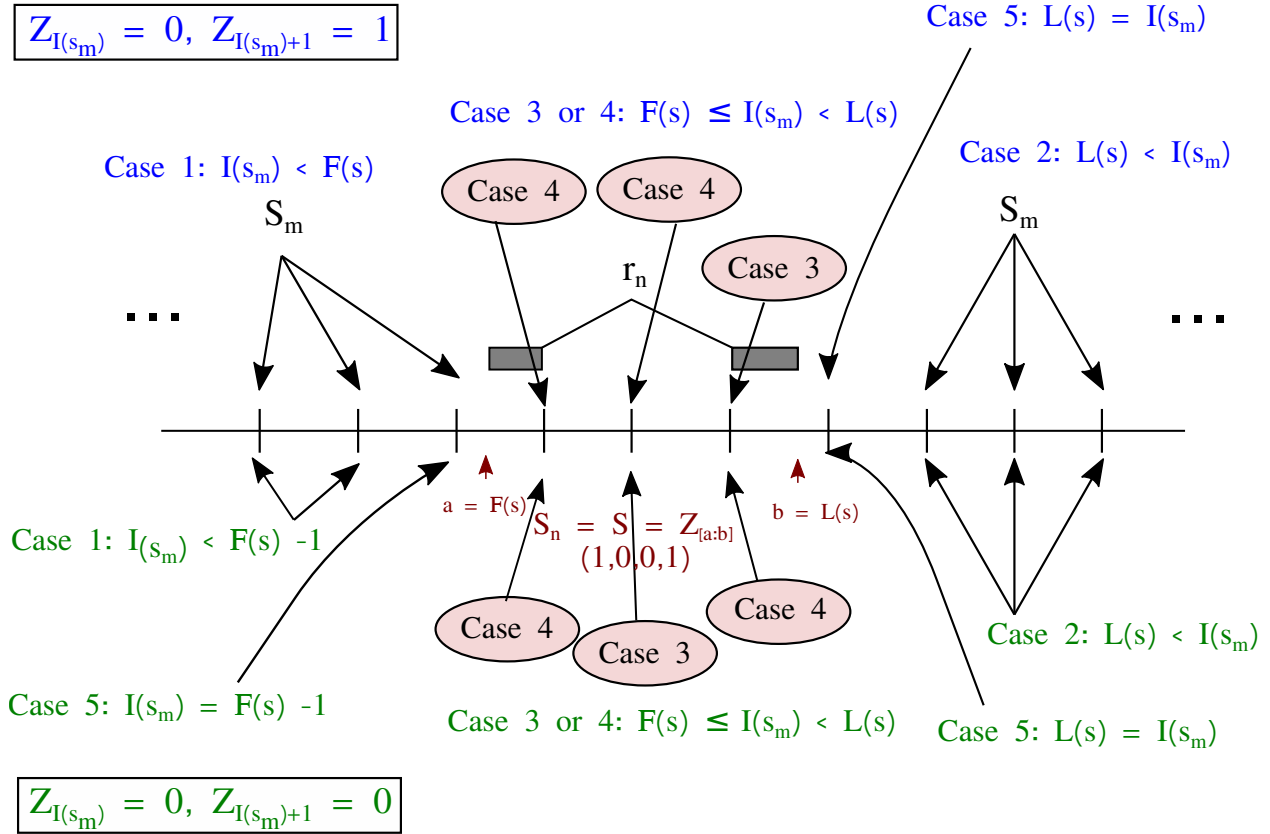 Z_{I(s_m)} = 0, Z_{I(s_m)+1} = 1
Case 5: L(s) = I(s_m)
Case 3 or 4: F(s) ≤ I(s_m) < L(s)
Case 1: I(s_m) < F(s)
Case 2: L(s) < I(s_m)
Case 4
Case 4
S_m
S_m
r_n
Case 3
...
...
a = F(s)
b = L(s)
S_n = S = Z_{[a:b]}
(1,0,0,1)
Case 1: I_{(s_m)} < F(s) -1
Case 4
Case 3
Case 4
Case 2: L(s) < I(s_m)
Case 5: I(s_m) = F(s) -1
Case 3 or 4: F(s) ≤ I(s_m) < L(s)
Case 5: L(s) = I(s_m)
Z_{I(s_m)} = 0, Z_{I(s_m)+1} = 0